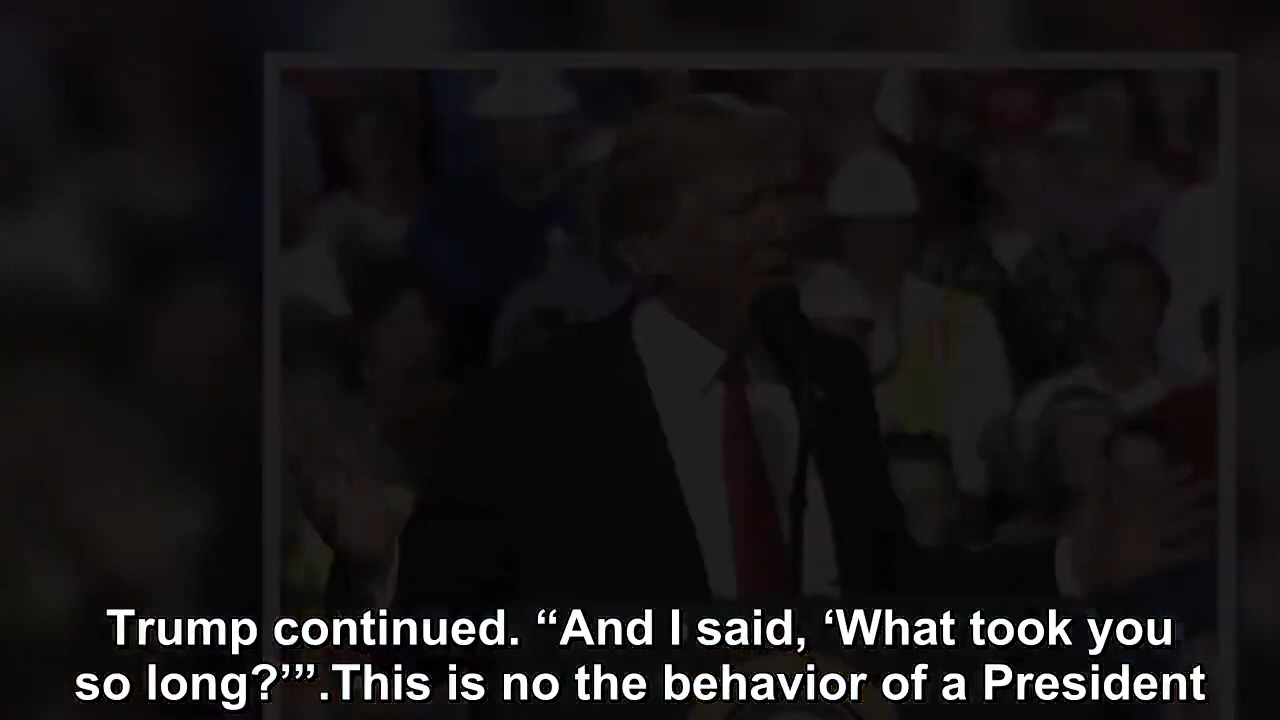 Trump continued. “And I said, ‘What took you
so long?’”.This is no the behavior of a President